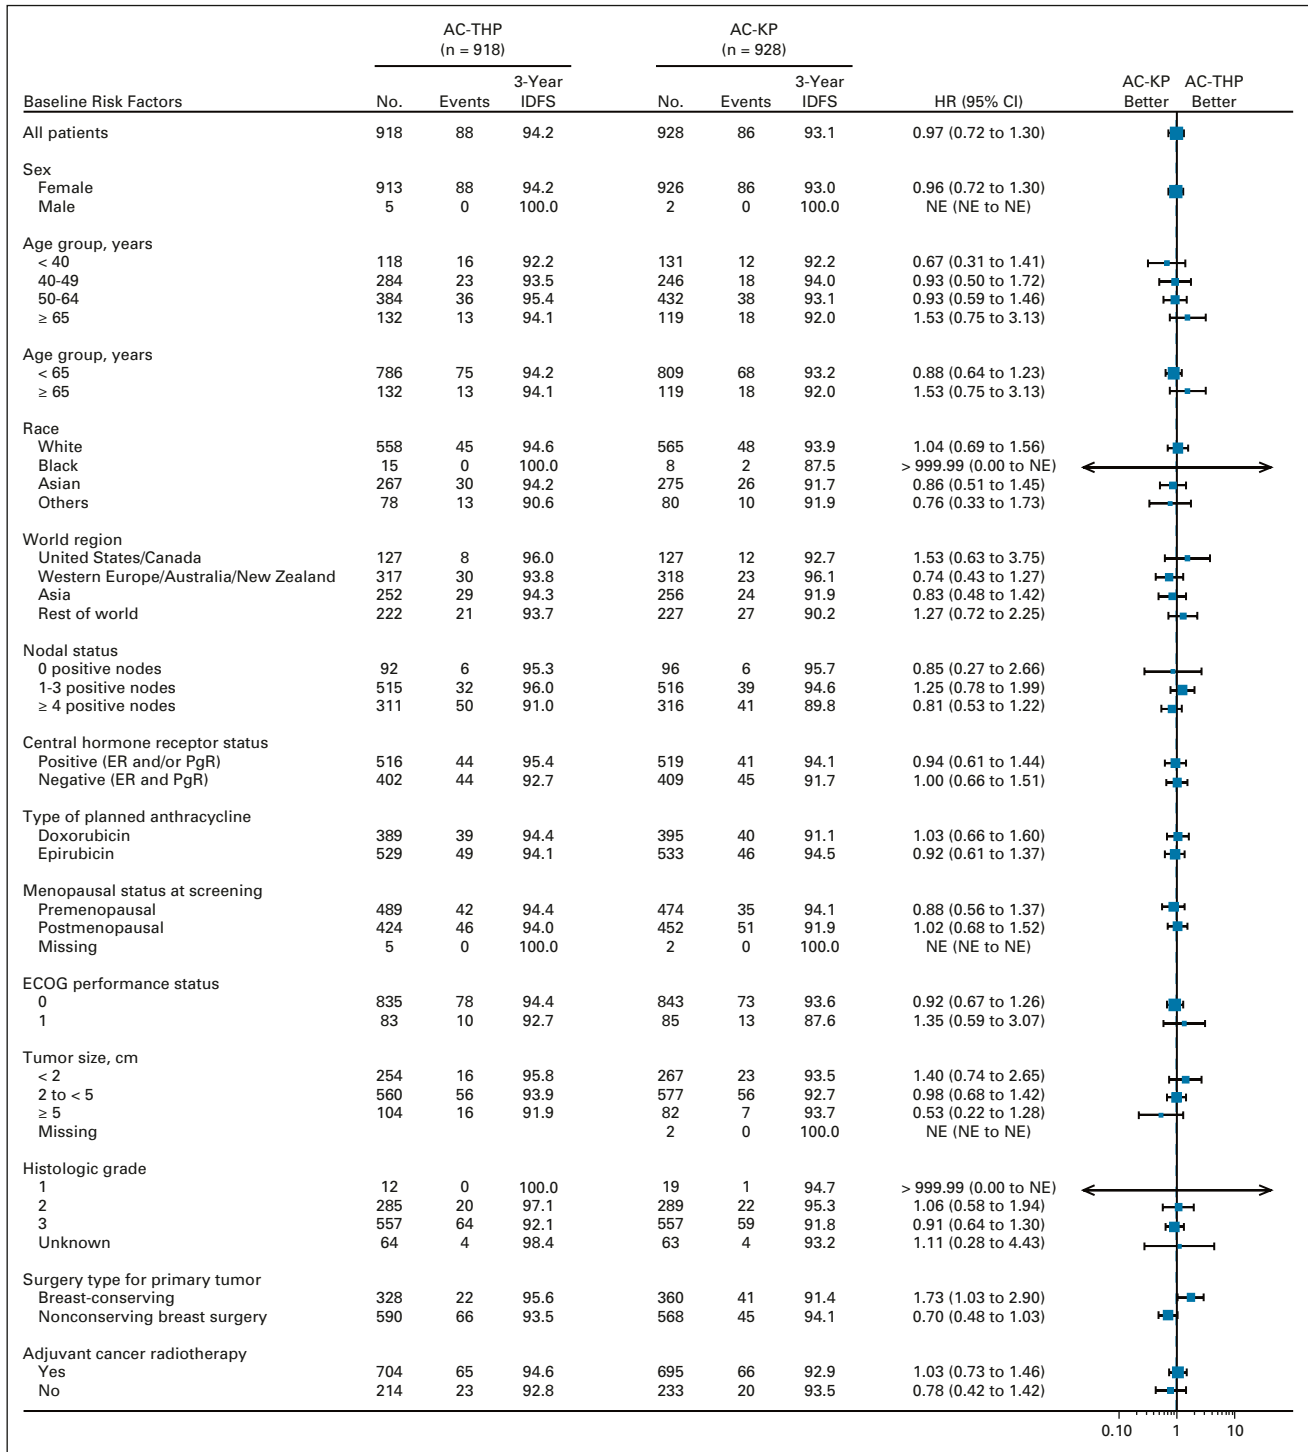 AC-THP AC-KP
(n = 918) (n = 928)
3-Year 3-Year AC-KP AC-THP
Baseline Risk Factors No. Events IDFS No. Events IDFS HR (95% CI) Better Better
All patients 918 88 94.2 928 86 93.1 0.97 (0.72 to 1.30)
Sex
Female 913 88 94.2 926 86 93.0 0.96 (0.72 to 1.30)
Male 5 0 100.0 2 0 100.0 NE (NE to NE)
Age group, years
< 40 118 16 92.2 131 12 92.2 0.67 (0.31 to 1.41)
40-49 284 23 93.5 246 18 94.0 0.93 (0.50 to 1.72)
50-64 384 36 95.4 432 38 93.1 0.93 (0.59 to 1.46)
≥ 65 132 13 94.1 119 18 92.0 1.53 (0.75 to 3.13)
Age group, years
< 65 786 75 94.2 809 68 93.2 0.88 (0.64 to 1.23)
≥ 65 132 13 94.1 119 18 92.0 1.53 (0.75 to 3.13)
Race
White 558 45 94.6 565 48 93.9 1.04 (0.69 to 1.56)
Black 15 0 100.0 8 2 87.5 > 999.99 (0.00 to NE)
Asian 267 30 94.2 275 26 91.7 0.86 (0.51 to 1.45)
Others 78 13 90.6 80 10 91.9 0.76 (0.33 to 1.73)
World region
United States/Canada 127 8 96.0 127 12 92.7 1.53 (0.63 to 3.75)
Western Europe/Australia/New Zealand 317 30 93.8 318 23 96.1 0.74 (0.43 to 1.27)
Asia 252 29 94.3 256 24 91.9 0.83 (0.48 to 1.42)
Rest of world 222 21 93.7 227 27 90.2 1.27 (0.72 to 2.25)
Nodal status
0 positive nodes 92 6 95.3 96 6 95.7 0.85 (0.27 to 2.66)
1-3 positive nodes 515 32 96.0 516 39 94.6 1.25 (0.78 to 1.99)
≥ 4 positive nodes 311 50 91.0 316 41 89.8 0.81 (0.53 to 1.22)
Central hormone receptor status
Positive (ER and/or PgR) 516 44 95.4 519 41 94.1 0.94 (0.61 to 1.44)
Negative (ER and PgR) 402 44 92.7 409 45 91.7 1.00 (0.66 to 1.51)
Type of planned anthracycline
Doxorubicin 389 39 94.4 395 40 91.1 1.03 (0.66 to 1.60)
Epirubicin 529 49 94.1 533 46 94.5 0.92 (0.61 to 1.37)
Menopausal status at screening
Premenopausal 489 42 94.4 474 35 94.1 0.88 (0.56 to 1.37)
Postmenopausal 424 46 94.0 452 51 91.9 1.02 (0.68 to 1.52)
Missing 5 0 100.0 2 0 100.0 NE (NE to NE)
ECOG performance status
0 835 78 94.4 843 73 93.6 0.92 (0.67 to 1.26)
1 83 10 92.7 85 13 87.6 1.35 (0.59 to 3.07)
Tumor size, cm
< 2 254 16 95.8 267 23 93.5 1.40 (0.74 to 2.65)
2 to < 5 560 56 93.9 577 56 92.7 0.98 (0.68 to 1.42)
≥ 5 104 16 91.9 82 7 93.7 0.53 (0.22 to 1.28)
Missing 2 0 100.0 NE (NE to NE)
Histologic grade
1 12 0 100.0 19 1 94.7 > 999.99 (0.00 to NE)
2 285 20 97.1 289 22 95.3 1.06 (0.58 to 1.94)
3 557 64 92.1 557 59 91.8 0.91 (0.64 to 1.30)
Unknown 64 4 98.4 63 4 93.2 1.11 (0.28 to 4.43)
Surgery type for primary tumor
Breast-conserving 328 22 95.6 360 41 91.4 1.73 (1.03 to 2.90)
Nonconserving breast surgery 590 66 93.5 568 45 94.1 0.70 (0.48 to 1.03)
Adjuvant cancer radiotherapy
Yes 704 65 94.6 695 66 92.9 1.03 (0.73 to 1.46)
No 214 23 92.8 233 20 93.5 0.78 (0.42 to 1.42)
0.10 1 10